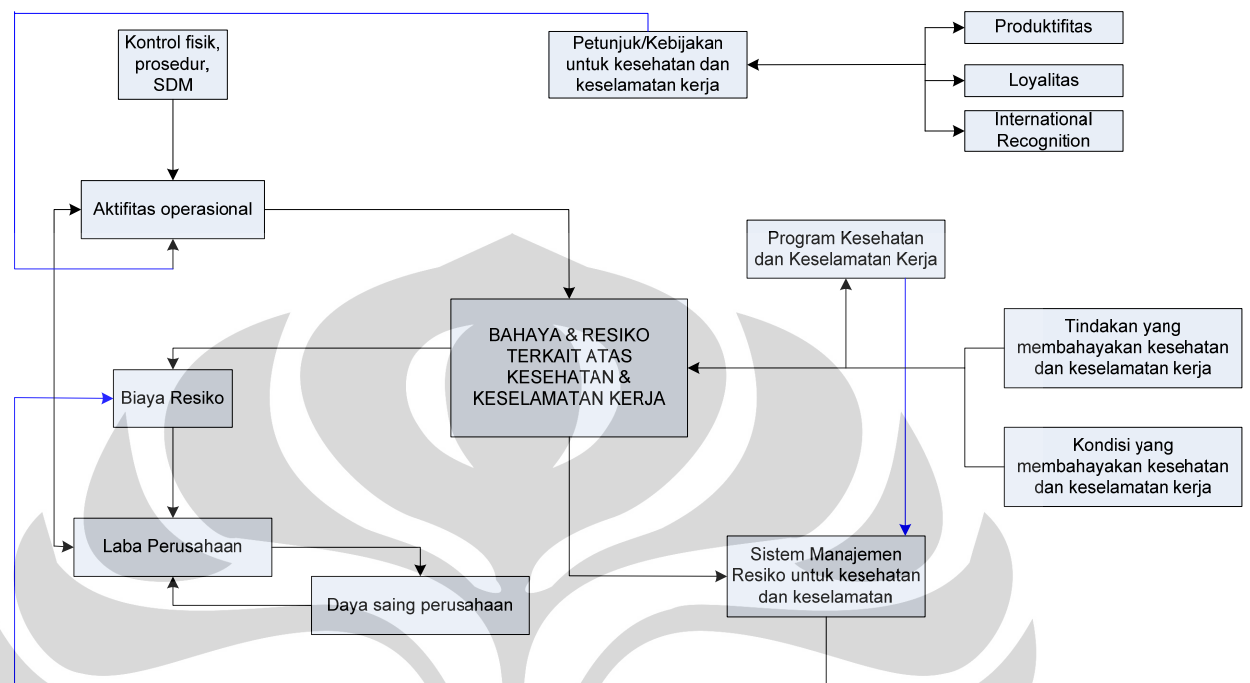 Kontrol fisik,
prosedur,
SDM
Petunjuk/Kebijakan
untuk kesehatan dan
keselamatan kerja
Produktifitas
Loyalitas
International
Recognition
Aktifitas operasional
Program Kesehatan
dan Keselamatan Kerja
BAHAYA & RESIKO
TERKAIT ATAS
KESEHATAN &
KESELAMATAN KERJA
Tindakan yang
membahayakan kesehatan
dan keselamatan kerja
Biaya Resiko
Kondisi yang
membahayakan kesehatan
dan keselamatan kerja
Laba Perusahaan
Sistem Manajemen
Resiko untuk kesehatan
dan keselamatan
Daya saing perusahaan